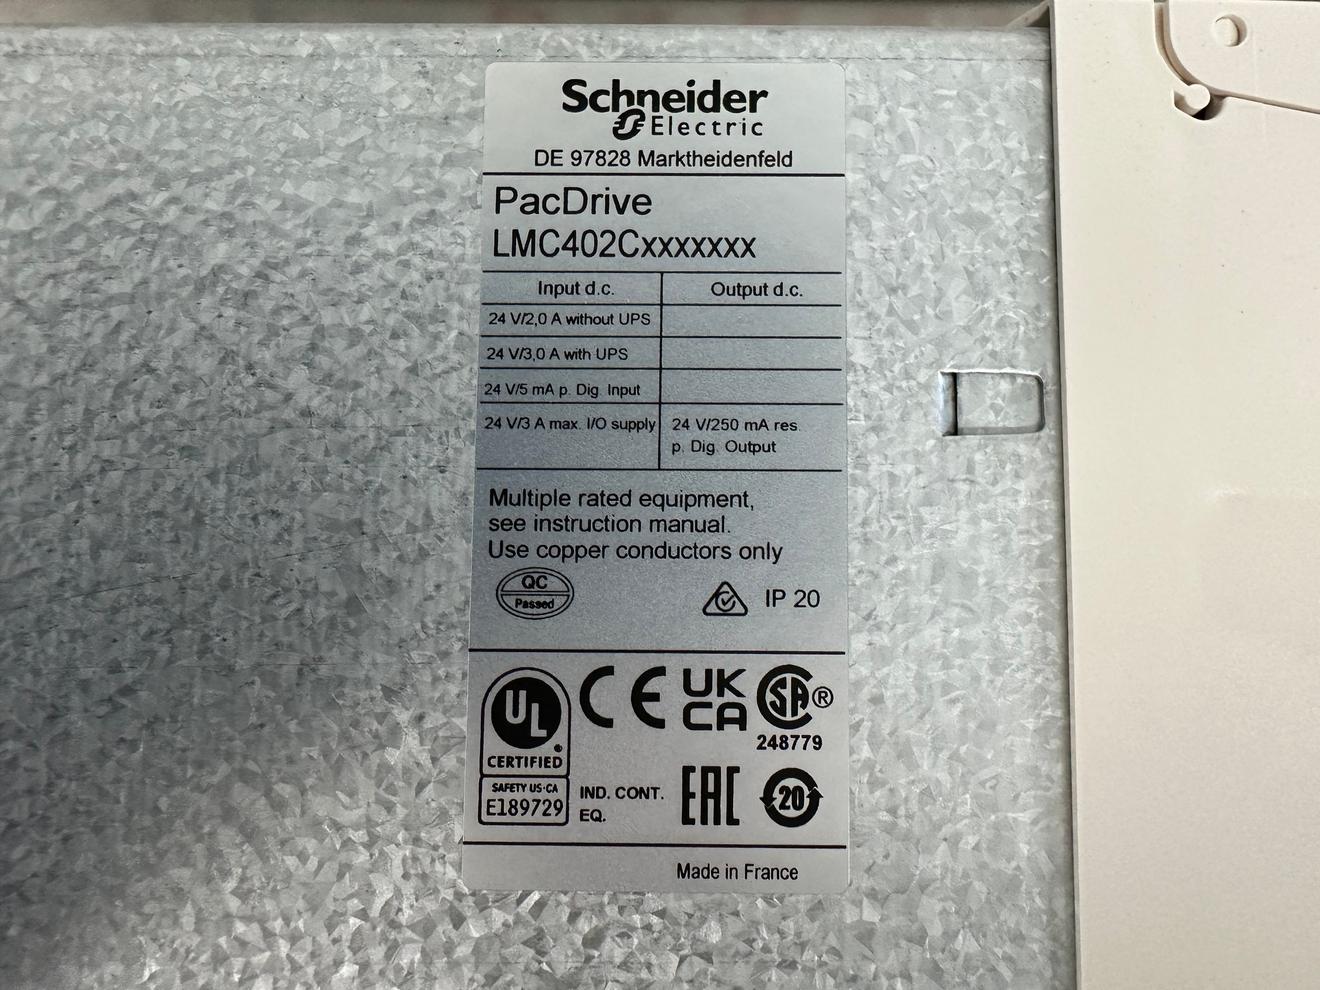 Schneider
Electric
DE 97828 Marktheidenfeld
PacDrive
LMC402Cxxxxxxx
Input d.c. Output d.c.
24 V/2,0 A without UPS
24 V/3,0 A with UPS
24 V/5 mA p. Dig. Input
24 V/3 A max. I/O supply 24 V/250 mA res.
p. Dig. Output
Multiple rated equipment,
see instruction manual.
Use copper conductors only
QC
Passed
IP 20
UL
®
CERTIFIED
SAFETY US·CA
E189729
CE
UK
CA
SA ®
248779
IND. CONT.
EQ.
EAC
20
Made in France